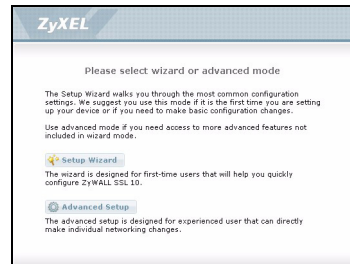 ZyXEL
Please select wizard or advanced mode
The Setup Wizard walks you through the most common configuration
settings. We suggest you use this mode if it is the first time you are setting
up your device or if you need to make basic configuration changes.
Use advanced mode if you need access to more advanced features not
included in wizard mode.
Setup Wizard
The wizard is designed for first-time users that will help you quickly
configure ZyWALL SSL 10.
Advanced Setup
The advanced setup is designed for experienced user that can directly
make individual networking changes.